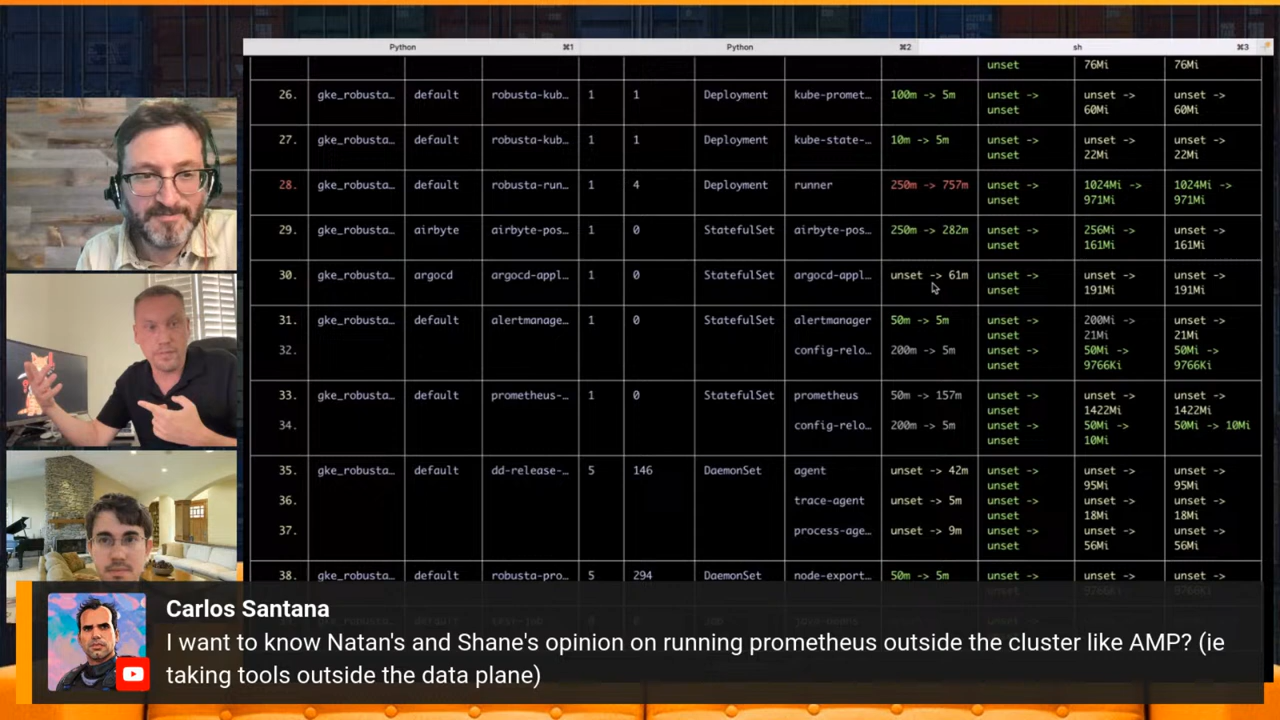 Python ⌘1 Python ⌘2 sh ⌘3
unset 76Mi 76Mi
26. gke_robusta… default robusta-kub… 1 1 Deployment kube-promet… 100m -> 5m unset -> unset -> unset ->
unset 60Mi 60Mi
27. gke_robusta… default robusta-kub… 1 1 Deployment kube-state-… 10m -> 5m unset -> unset -> unset ->
unset 22Mi 22Mi
28. gke_robusta… default robusta-run… 1 4 Deployment runner 250m -> 757m unset -> 1024Mi -> 1024Mi ->
unset 971Mi 971Mi
29. gke_robusta… airbyte airbyte-pos… 1 0 StatefulSet airbyte-pos… 250m -> 282m unset -> 256Mi -> unset ->
unset 161Mi 161Mi
30. gke_robusta… argocd argocd-appl… 1 0 StatefulSet argocd-appl… unset -> 61m unset -> unset -> unset ->
unset 191Mi 191Mi
31. gke_robusta… default alertmanage… 1 0 StatefulSet alertmanager 50m -> 5m unset -> 200Mi -> unset ->
unset 21Mi 21Mi
32. config-relo… 200m -> 5m unset -> 50Mi -> 50Mi ->
unset 9766Ki 9766Ki
33. gke_robusta… default prometheus-… 1 0 StatefulSet prometheus 50m -> 157m unset -> unset -> unset ->
unset 1422Mi 1422Mi
34. config-relo… 200m -> 5m unset -> 50Mi -> 50Mi -> 10Mi
unset 10Mi
35. gke_robusta… default dd-release-… 5 146 DaemonSet agent unset -> 42m unset -> unset -> unset ->
unset 95Mi 95Mi
36. trace-agent unset -> 5m unset -> unset -> unset ->
unset 18Mi 18Mi
37. process-age… unset -> 9m unset -> unset -> unset ->
unset 56Mi 56Mi
38. gke_robusta… default robusta-pro… 5 294 DaemonSet node-export… 50m -> 5m unset -> unset -> unset ->
Carlos Santana
I want to know Natan's and Shane's opinion on running prometheus outside the cluster like AMP? (ie
taking tools outside the data plane)